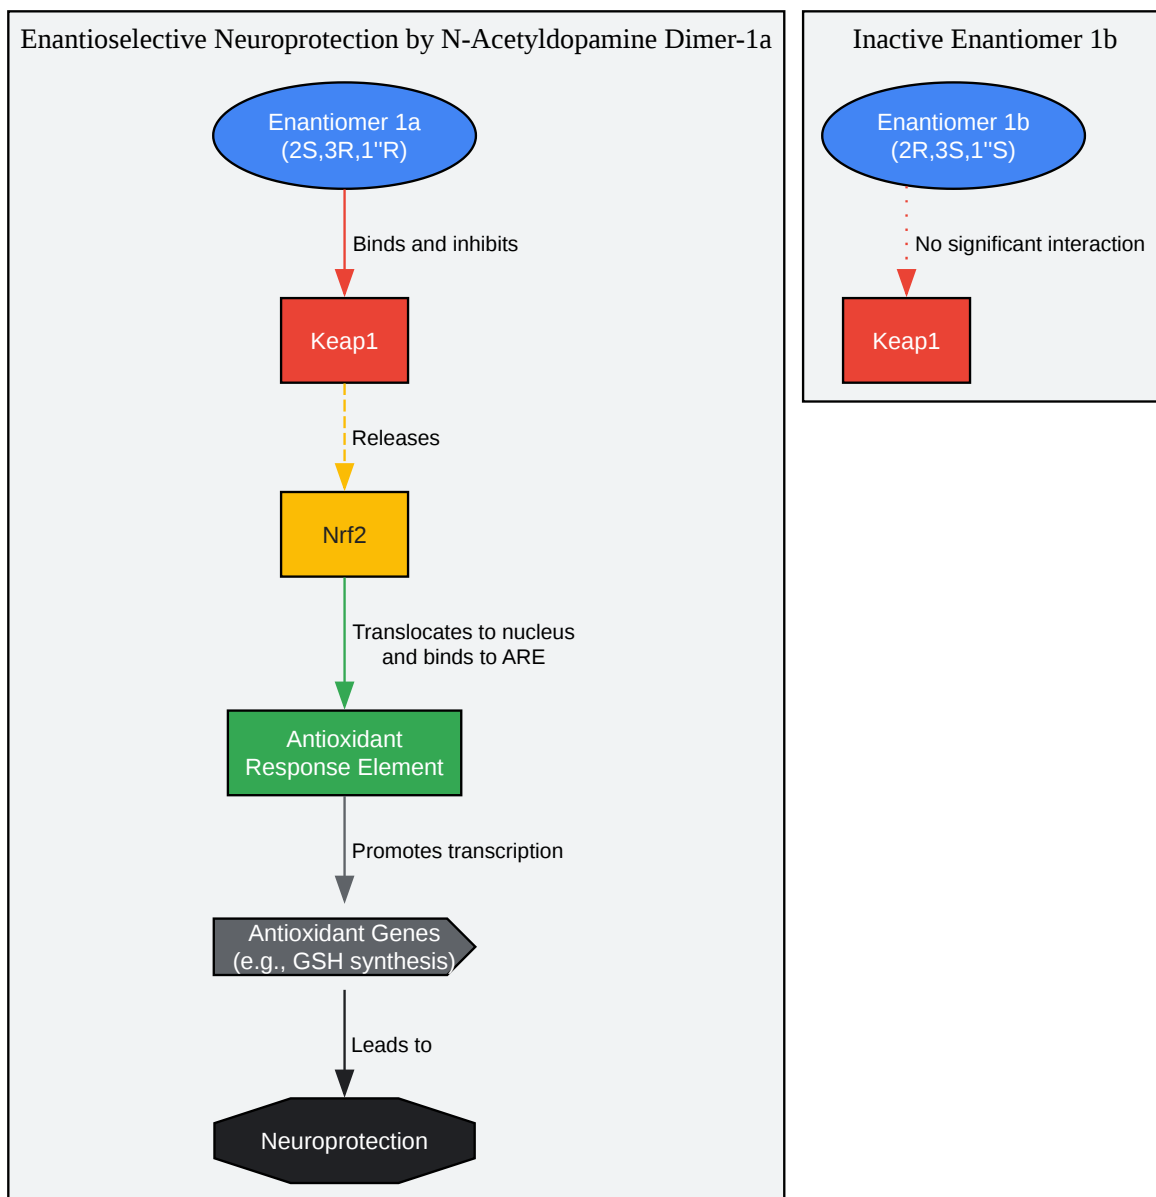 Enantioselective Neuroprotection by N-Acetyldopamine Dimer-1a
Enantiomer 1a
(2S,3R,1"R)
Binds and inhibits
Keap1
Releases
Nrf2
Translocates to nucleus
and binds to ARE
Antioxidant
Response Element
Promotes transcription
Antioxidant Genes
(e.g., GSH synthesis)
Leads to
Neuroprotection
Inactive Enantiomer 1b
Enantiomer 1b
(2R,3S,1"S)
No significant interaction
Keap1